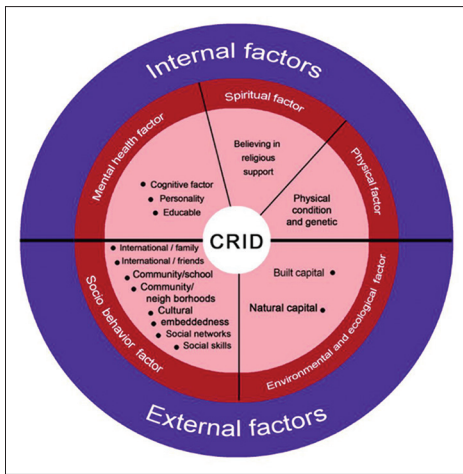 Internal factors
Mental health factor
Spiritual factor
Physical factor
Believing in
religious
support
• Cognitive factor
• Personality
• Educable
Physical
condition
and genetic
CRID
• International / family
• International / friends
• Community/school
• Community/
neigh borhoods
• Cultural
embeddedness
• Social networks
• Social skills
Built capital •
Natural capital •
Socio behavior factor
Environmental and ecological factor
External factors